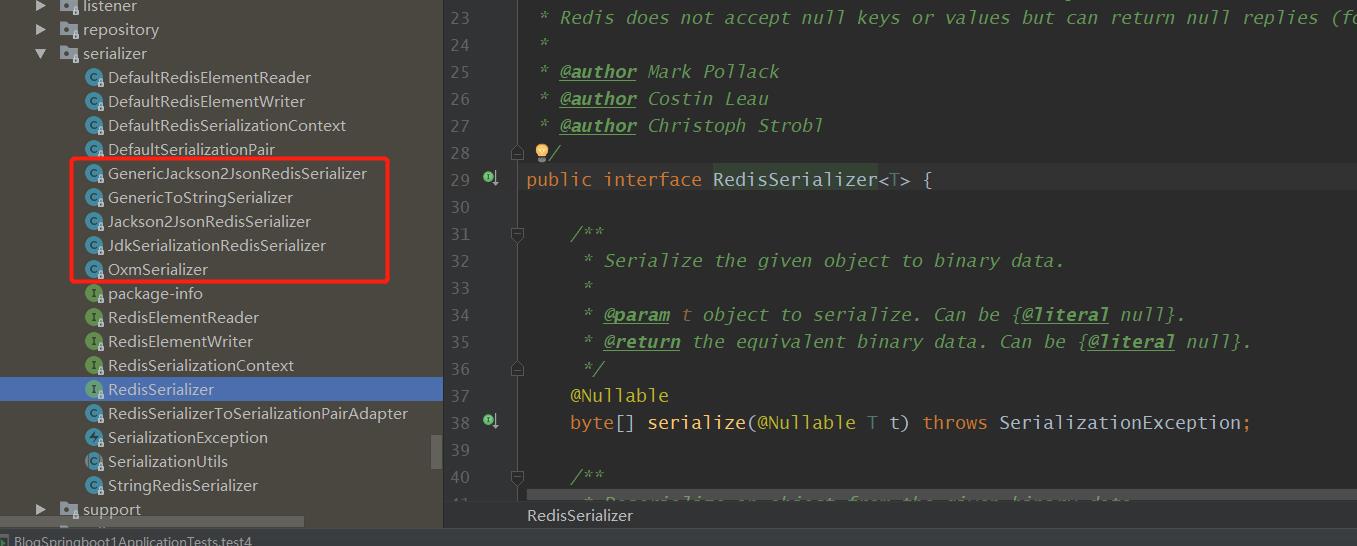 listener
repository
serializer
DefaultRedisElementReader
DefaultRedisElementWriter
DefaultRedisSerializationContext
DefaultSerializationPair
GenericJackson2JsonRedisSerializer
GenericToStringSerializer
Jackson2JsonRedisSerializer
JdkSerializationRedisSerializer
OxmSerializer
package-info
RedisElementReader
RedisElementWriter
RedisSerializationContext
RedisSerializer
RedisSerializerToSerializationPairAdapter
SerializationException
SerializationUtils
StringRedisSerializer
support
BlogSpringboot1ApplicationTests.test4
23 * Redis does not accept null keys or values but can return null replies (fo
24 *
25 * @author Mark Pollack
26 * @author Costin Leau
27 * @author Christoph Strobl
28 */
29 public interface RedisSerializer<T> {
30
31 /**
32 * Serialize the given object to binary data.
33 *
34 * @param t object to serialize. Can be {@literal null}.
35 * @return the equivalent binary data. Can be {@literal null}.
36 */
37 @Nullable
38 byte[] serialize(@Nullable T t) throws SerializationException;
39
40 /**
RedisSerializer